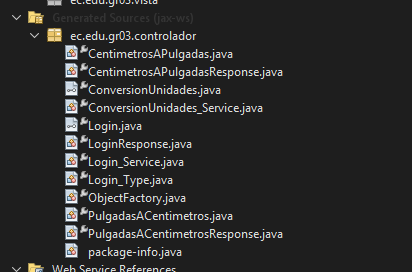 ec.edu.gr03.vista
Generated Sources (jax-ws)
ec.edu.gr03.controlador
CentimetrosAPulgadas.java
CentimetrosAPulgadasResponse.java
ConversionUnidades.java
ConversionUnidades_Service.java
Login.java
LoginResponse.java
Login_Service.java
Login_Type.java
ObjectFactory.java
PulgadasACentimetros.java
PulgadasACentimetrosResponse.java
package-info.java
Web Service References